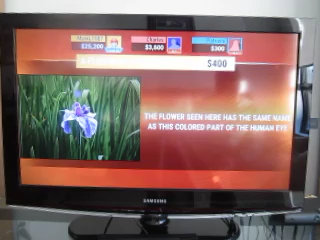 $25,200
Charles
$3,600
$300
$400
THE FLOWER SEEN HERE HAS THE SAME NAME
AS THIS COLORED PART OF THE HUMAN EYE
SAMSUNG